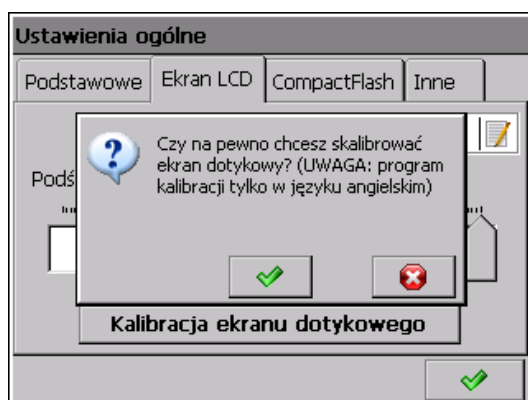 Ustawienia ogólne
Podstawowe Ekran LCD CompactFlash Inne
Czy na pewno chcesz skalibrować
ekran dotykowy? (UWAGA: program
kalibracji tylko w języku angielskim)
Podś
Kalibracja ekranu dotykowego